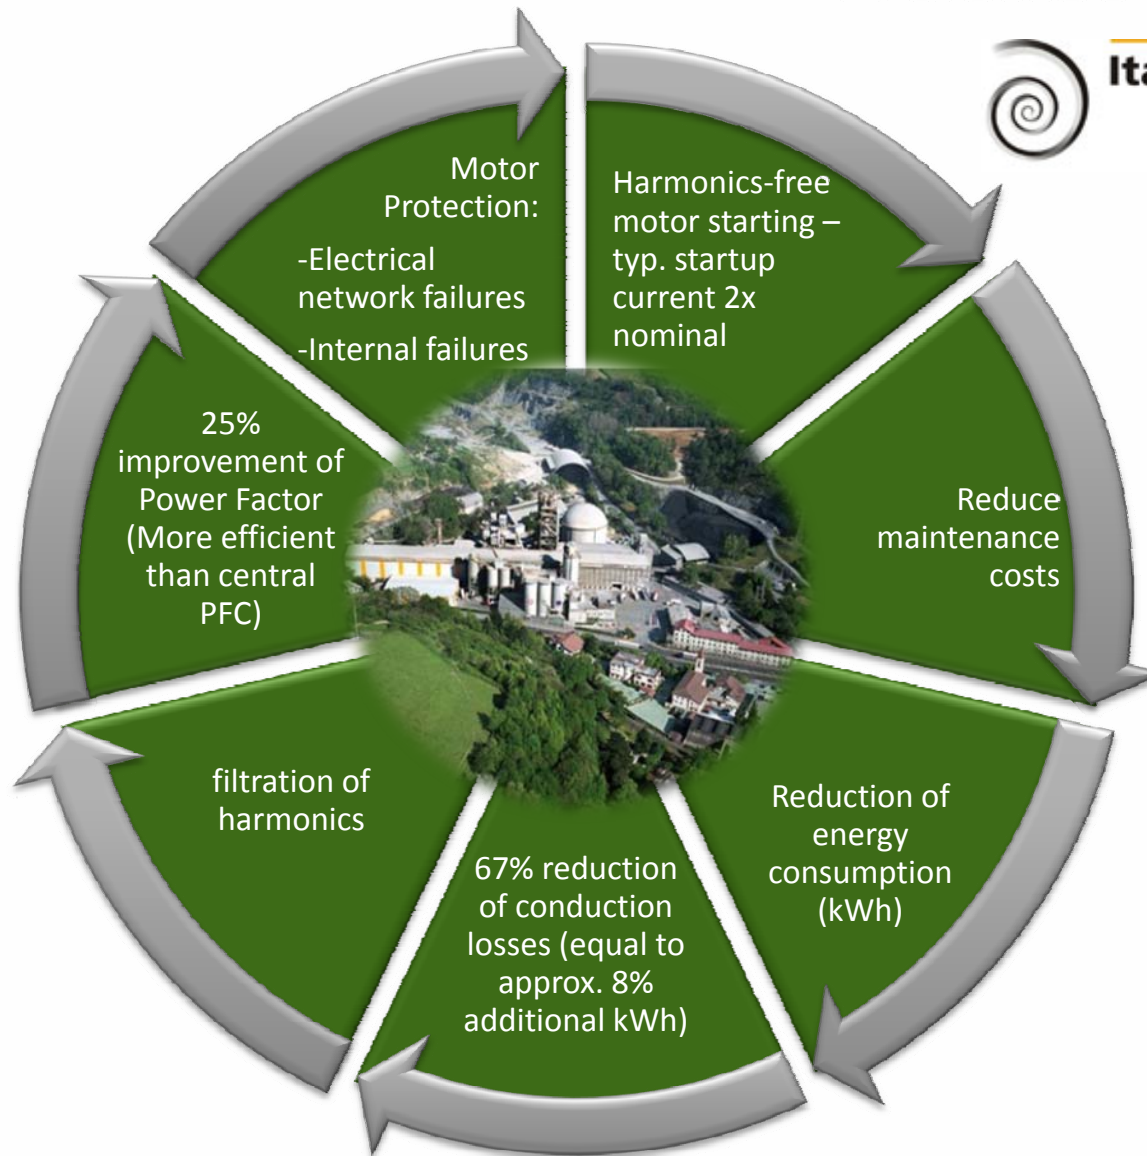 Ita
Motor
Protection:
-Electrical
network failures
-Internal failures
Harmonics-free
motor starting –
typ. startup
current 2x
nominal
Reduce
maintenance
costs
Reduction of
energy
consumption
(kWh)
67% reduction
of conduction
losses (equal to
approx. 8%
additional kWh)
filtration of
harmonics
25%
improvement of
Power Factor
(More efficient
than central
PFC)